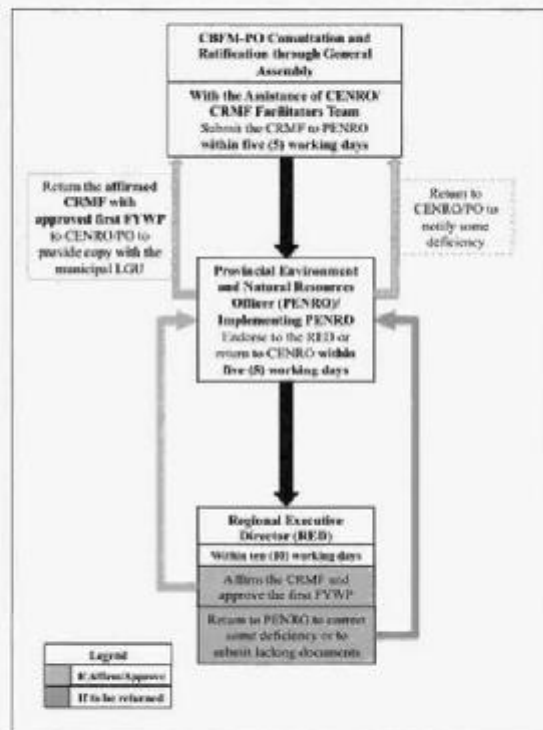 CBFM-PO Consultation and
Ratification through General
Assembly
With the Assistance of CENRO/
CRMF Facilitators Team
Submit the CRMF to PENRO
within five (5) working days
Return the affirmed
CRMF with
approved first FYWP
to CENRO/PO to
provide copy with the
municipal LGU
Return to
CENRO/PO to
notify some
deficiency
Provincial Environment
and Natural Resources
Officer (PENRO)/
Implementing PENRO
Endorse to the RED or
return to CENRO within
five (5) working days
Regional Executive
Director (RED)
Within ten (10) working days
Affirm the CRMF and
approve the first FYWP
Return to PENRO to correct
some deficiency or to
submit lacking documents
Legend
If Affirm/Approve
If to be returned